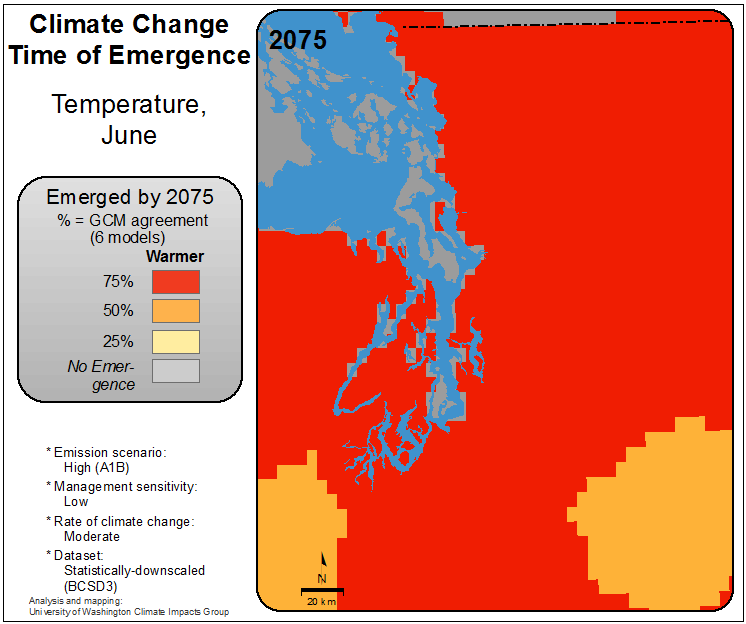 Climate Change
Time of Emergence
2075
Temperature,
June
Emerged by 2075
% = GCM agreement
(6 models)
Warmer
75%
50%
25%
No Emer-
gence
* Emission scenario:
High (A1B)
* Management sensitivity:
Low
* Rate of climate change:
Moderate
* Dataset:
Statistically-downscaled
(BCSD3)
Analysis and mapping:
University of Washington Climate Impacts Group
N
20 km